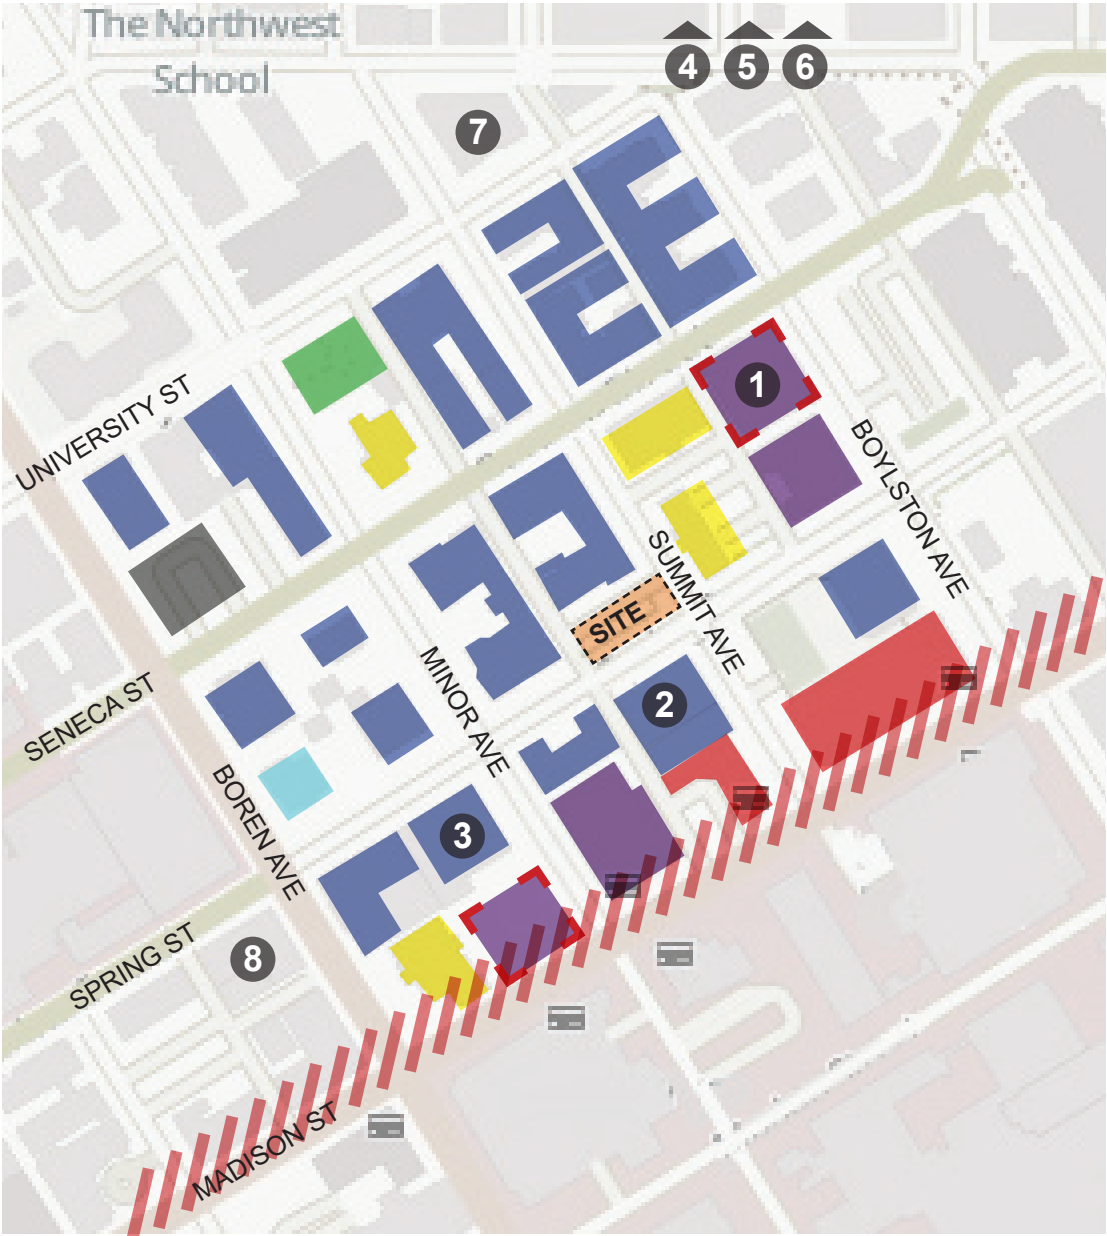 The Northwest
School
4 5 6
7
1
UNIVERSITY ST
BOYLSTON AVE
SUMMIT AVE
SITE
SENECA ST
MINOR AVE
2
BOREN AVE
3
SPRING ST
8
MADISON ST